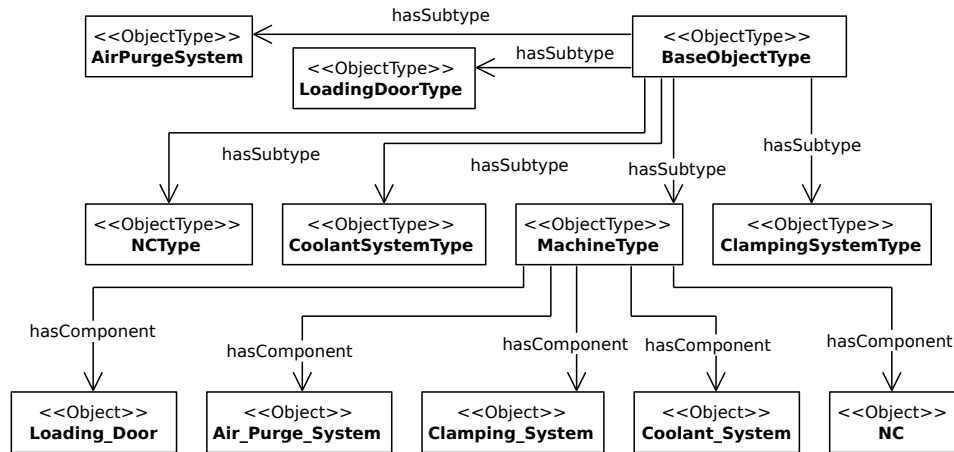 hasSubtype
<<ObjectType>>
AirPurgeSystem
<<ObjectType>>
BaseObjectType
hasSubtype
<<ObjectType>>
LoadingDoorType
hasSubtype
hasSubtype
hasSubtype
hasSubtype
<<ObjectType>>
NCType
<<ObjectType>>
CoolantSystemType
<<ObjectType>>
MachineType
<<ObjectType>>
ClampingSystemType
hasComponent
hasComponent
hasComponent
hasComponent
hasComponent
<<Object>>
Loading_Door
<<Object>>
Air_Purge_System
<<Object>>
Clamping_System
<<Object>>
Coolant_System
<<Object>>
NC